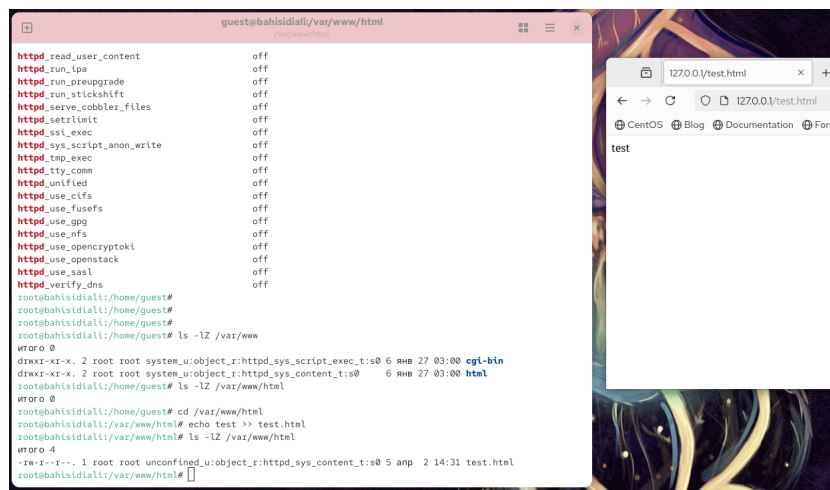 guest@bahisidiali:/var/www/html
/var/www/html
httpd_read_user_content off
httpd_run_ipa off
httpd_run_preupgrade off
httpd_run_stickshift off
httpd_serve_cobbler_files off
httpd_setrlimit off
httpd_ssi_exec off
httpd_sys_script_anon_write off
httpd_tmp_exec off
httpd_tty_comm off
httpd_unified off
httpd_use_cifs off
httpd_use_fusefs off
httpd_use_gpg off
httpd_use_nfs off
httpd_use_opencryptoki off
httpd_use_openstack off
httpd_use_sasl off
httpd_verify_dns off
root@bahisidiali:/home/guest#
root@bahisidiali:/home/guest#
root@bahisidiali:/home/guest#
root@bahisidiali:/home/guest# ls -lZ /var/www
итого 0
drwxr-xr-x. 2 root root system_u:object_r:httpd_sys_script_exec_t:s0 6 янв 27 03:00 cgi-bin
drwxr-xr-x. 2 root root system_u:object_r:httpd_sys_content_t:s0 6 янв 27 03:00 html
root@bahisidiali:/home/guest# ls -lZ /var/www/html
итого 0
root@bahisidiali:/home/guest# cd /var/www/html
root@bahisidiali:/var/www/html# echo test >> test.html
root@bahisidiali:/var/www/html# ls -lZ /var/www/html
итого 4
-rw-r--r--. 1 root root unconfined_u:object_r:httpd_sys_content_t:s0 5 апр 2 14:31 test.html
root@bahisidiali:/var/www/html#
127.0.0.1/test.html
127.0.0.1/test.html
CentOS Blog Documentation For
test